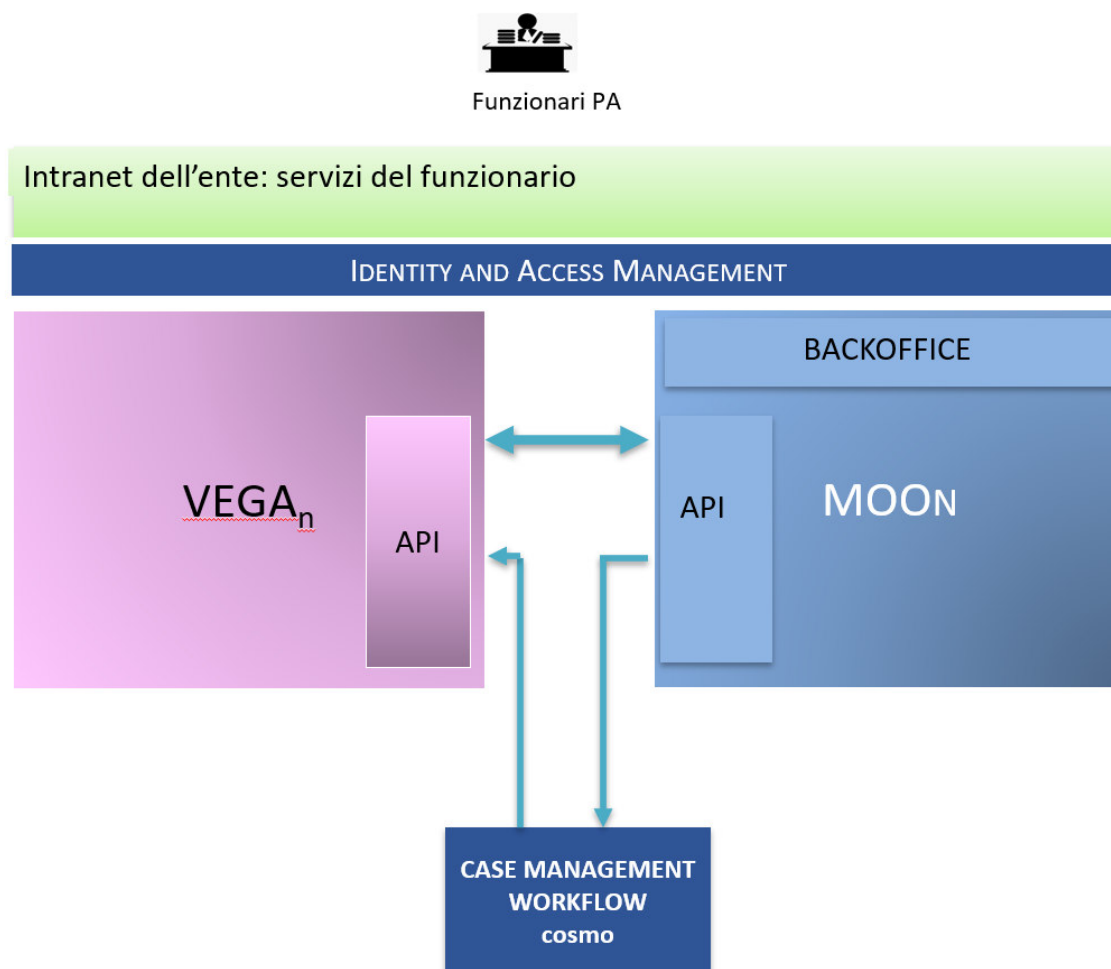 Funzionari PA
Intranet dell’ente: servizi del funzionario
IDENTITY AND ACCESS MANAGEMENT
BACKOFFICE
VEGAn
API
API
MOON
CASE MANAGEMENT
WORKFLOW
cosmo